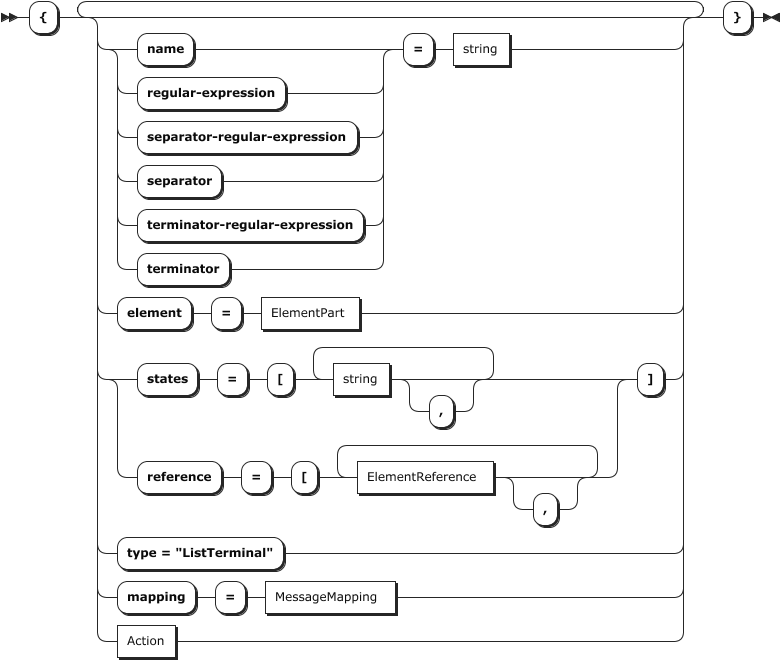 { }
name = string
regular-expression
separator-regular-expression
separator
terminator-regular-expression
terminator
element = ElementPart
states = [ string ]
,
reference = [ ElementReference
,
type = "ListTerminal"
mapping = MessageMapping
Action